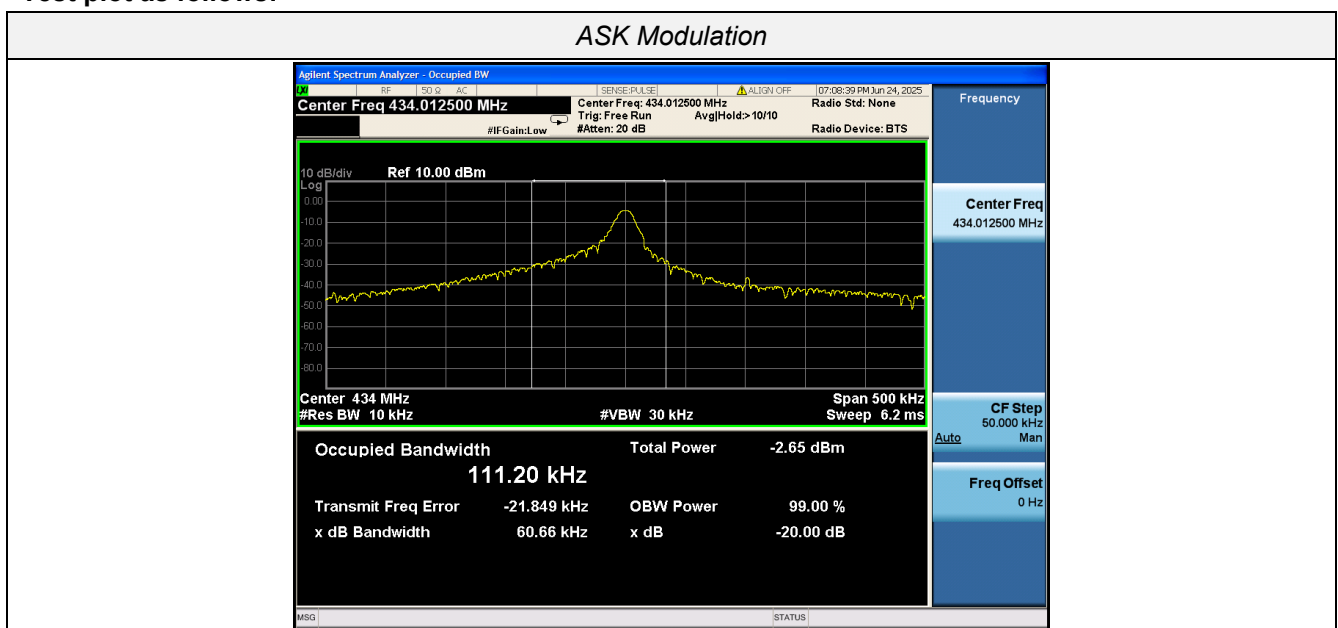 Test plot as follows:
ASK Modulation
Agilent Spectrum Analyzer - Occupied BW
LXI RF 50 Ω AC SENSE:PULSE ALIGN OFF 07:08:39 PM Jun 24, 2025
Center Freq 434.012500 MHz
Center Freq: 434.012500 MHz
Radio Std: None
Trig: Free Run Avg|Hold:> 10/10
#IFGain:Low #Atten: 20 dB Radio Device: BTS
10 dB/div Ref 10.00 dBm
Log
0.00
-10.0
-20.0
-30.0
-40.0
-50.0
-60.0
-70.0
-80.0
Center 434 MHz Span 500 kHz
#Res BW 10 kHz #VBW 30 kHz Sweep 6.2 ms
Occupied Bandwidth Total Power -2.65 dBm
111.20 kHz
Transmit Freq Error -21.849 kHz OBW Power 99.00 %
x dB Bandwidth 60.66 kHz x dB -20.00 dB
MSG STATUS
Frequency
Center Freq
434.012500 MHz
CF Step
50.000 kHz
Auto Man
Freq Offset
0 Hz